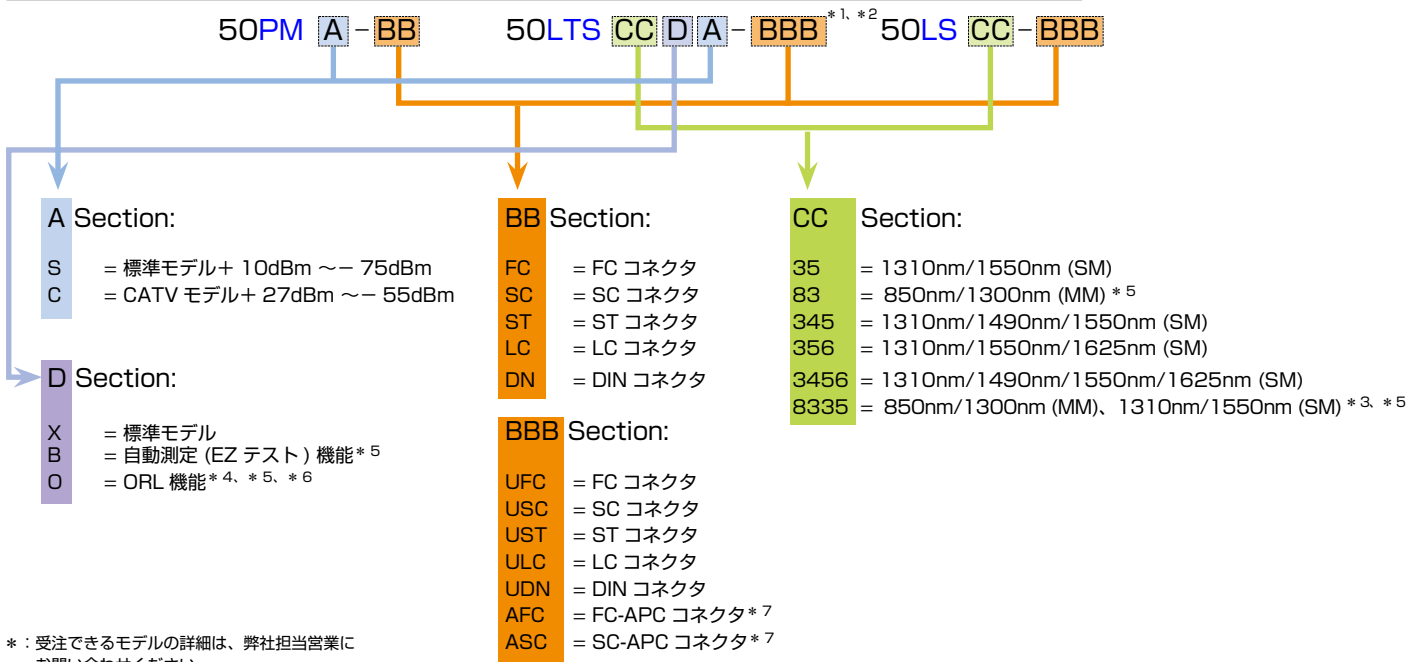 50PM A－BB 50LTS CC D A－ BBB ＊1、＊2 50LS CC－BBB
A Section:
S = 標準モデル＋ 10dBm ～－ 75dBm
C = CATV モデル＋ 27dBm ～－ 55dBm
D Section:
X = 標準モデル
B = 自動測定 (EZ テスト ) 機能＊5
O = ORL 機能＊4、＊5、＊6
BB Section:
FC = FC コネクタ
SC = SC コネクタ
ST = ST コネクタ
LC = LC コネクタ
DN = DIN コネクタ
BBB Section:
UFC = FC コネクタ
USC = SC コネクタ
UST = ST コネクタ
ULC = LC コネクタ
UDN = DIN コネクタ
AFC = FC-APC コネクタ＊7
ASC = SC-APC コネクタ＊7
CC Section:
35 = 1310nm/1550nm (SM)
83 = 850nm/1300nm (MM) ＊5
345 = 1310nm/1490nm/1550nm (SM)
356 = 1310nm/1550nm/1625nm (SM)
3456 = 1310nm/1490nm/1550nm/1625nm (SM)
8335 = 850nm/1300nm (MM)、1310nm/1550nm (SM) ＊3、＊5
＊：受注できるモデルの詳細は、弊社担当営業に